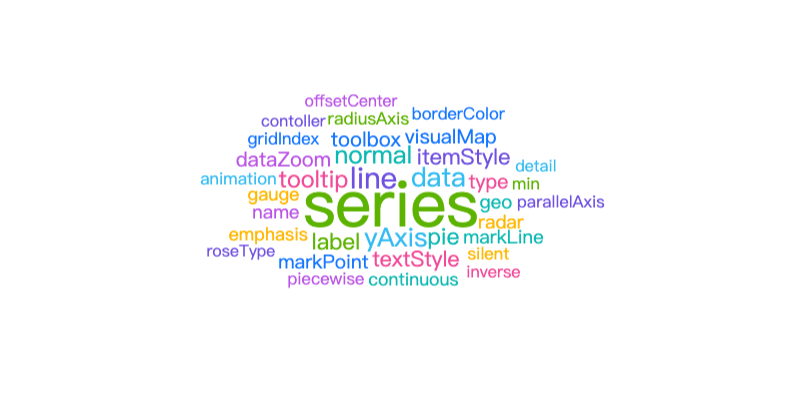 offsetCenter
contoller radiusAxis borderColor
gridIndex toolbox visualMap
dataZoom normal itemStyle detail
animation tooltip line data type min
gauge series geo parallelAxis
name radar
emphasis label yAxis pie markLine
roseType markPoint textStyle silent
piecewise continuous inverse